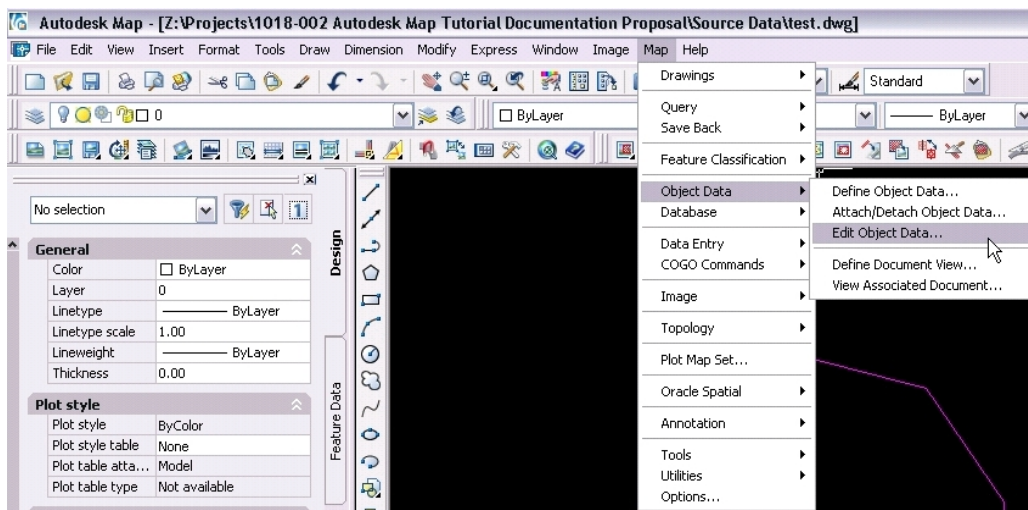 Autodesk Map - [Z:\Projects\1018-002 Autodesk Map Tutorial Documentation Proposal\Source Data\test.dwg]
File Edit View Insert Format Tools Draw Dimension Modify Express Window Image Map Help
Standard
0 ByLayer ByLayer
Drawings
Query
Save Back
Feature Classification
Object Data
Database
Data Entry
COGO Commands
Image
Topology
Plot Map Set...
Oracle Spatial
Annotation
Tools
Utilities
Options...
Define Object Data...
Attach/Detach Object Data...
Edit Object Data...
Define Document View...
View Associated Document...
No selection
1
General
Color ByLayer
Layer 0
Linetype ByLayer
Linetype scale 1.00
Lineweight ByLayer
Thickness 0.00
Plot style
Plot style ByColor
Plot style table None
Plot table atta... Model
Plot table type Not available
Design
Feature Data